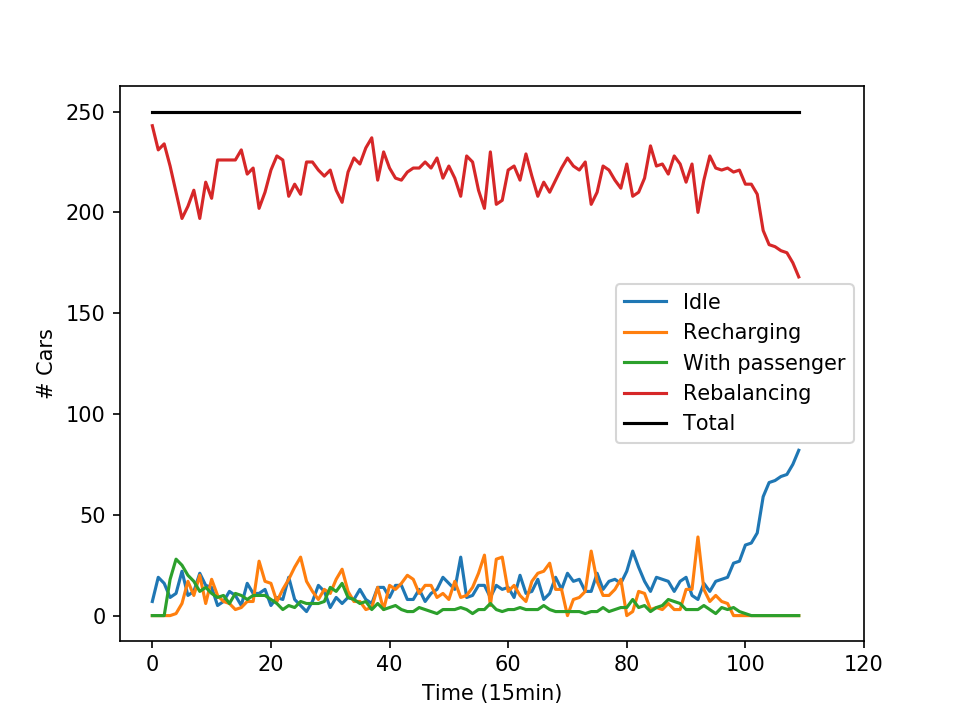 250
200
150
100
50
0
# Cars
Idle
Recharging
With passenger
Rebalancing
Total
0 20 40 60 80 100 120
Time (15min)